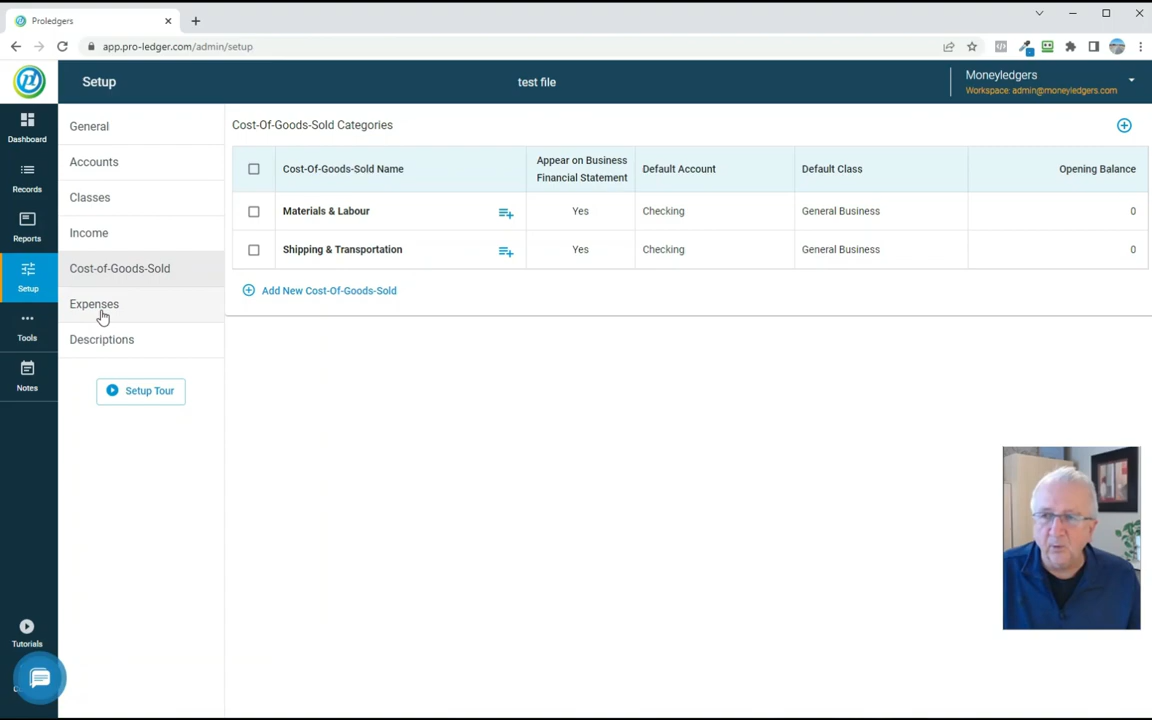 Proledgers
app.pro-ledger.com/admin/setup
Setup
test file
Moneyledgers
Workspace: admin@moneyledgers.com
Dashboard
Records
Reports
Setup
Tools
Notes
Tutorials
General
Accounts
Classes
Income
Cost-of-Goods-Sold
Expenses
Descriptions
Setup Tour
Cost-Of-Goods-Sold Categories
Cost-Of-Goods-Sold Name
Appear on Business
Financial Statement
Default Account
Default Class
Opening Balance
Materials & Labour
Yes
Checking
General Business
0
Shipping & Transportation
Yes
Checking
General Business
0
Add New Cost-Of-Goods-Sold